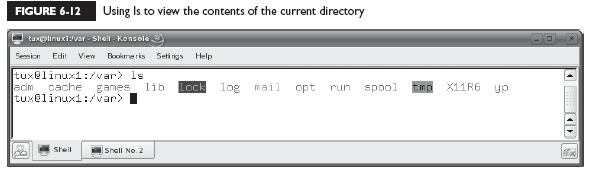 FIGURE 6-12 Using ls to view the contents of the current directory
tux@linux1:/var - Shell - Konsole
Session Edit View Bookmarks Settings Help
tux@linux1:/var> ls
adm cache games lib lock log mail opt run spool tmp X11R6 yp
tux@linux1:/var>
Shell Shell No. 2